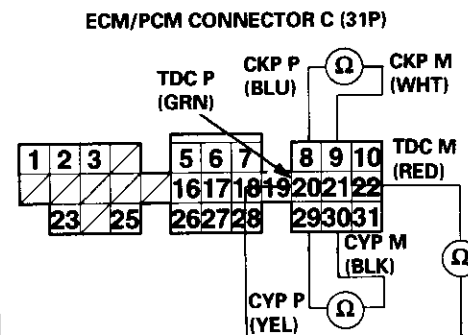 ECM/PCM CONNECTOR C (31P)
CKP P
(BLU)
Ω
CKP M
(WHT)
TDC P
(GRN)
TDC M
(RED)
1 2 3 5 6 7 8 9 10
16 17 18 19 20 21 22
23 25 26 27 28 29 30 31
CYP M
(BLK)
Ω
CYP P
(YEL)
Ω